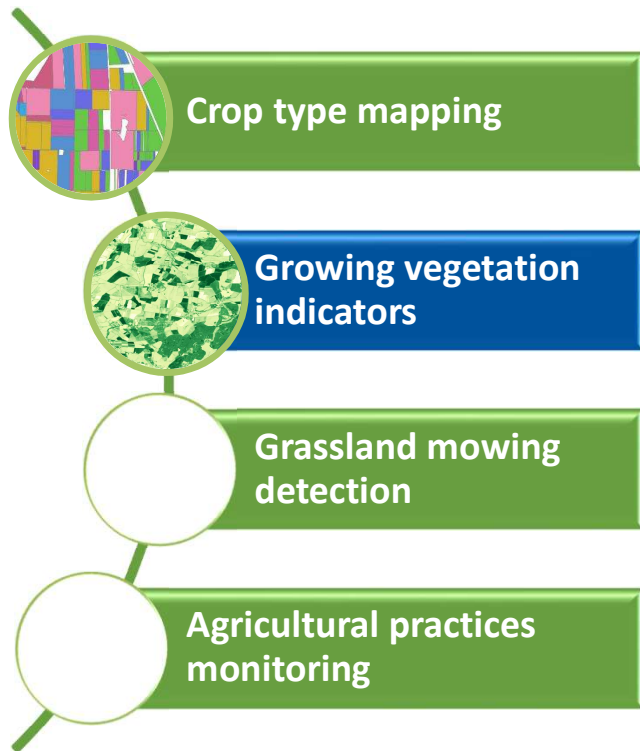 Crop type mapping
Growing vegetation
indicators
Grassland mowing
detection
Agricultural practices
monitoring